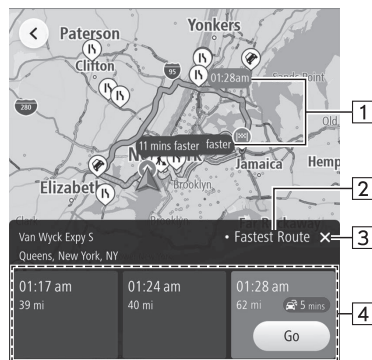 Yonkers
Paterson
Clifton
01:28am
Sands Point
95
280
1
Old
11 mins faster
faster
Jamaica
Hemp
Elizabet
Brooklyn
2
Van Wyck Expy S
• Fastest Route
3
Queens, New York, NY
01:17 am
01:24 am
01:28 am
39 mi
40 mi
62 mi
5 mins
4
Go